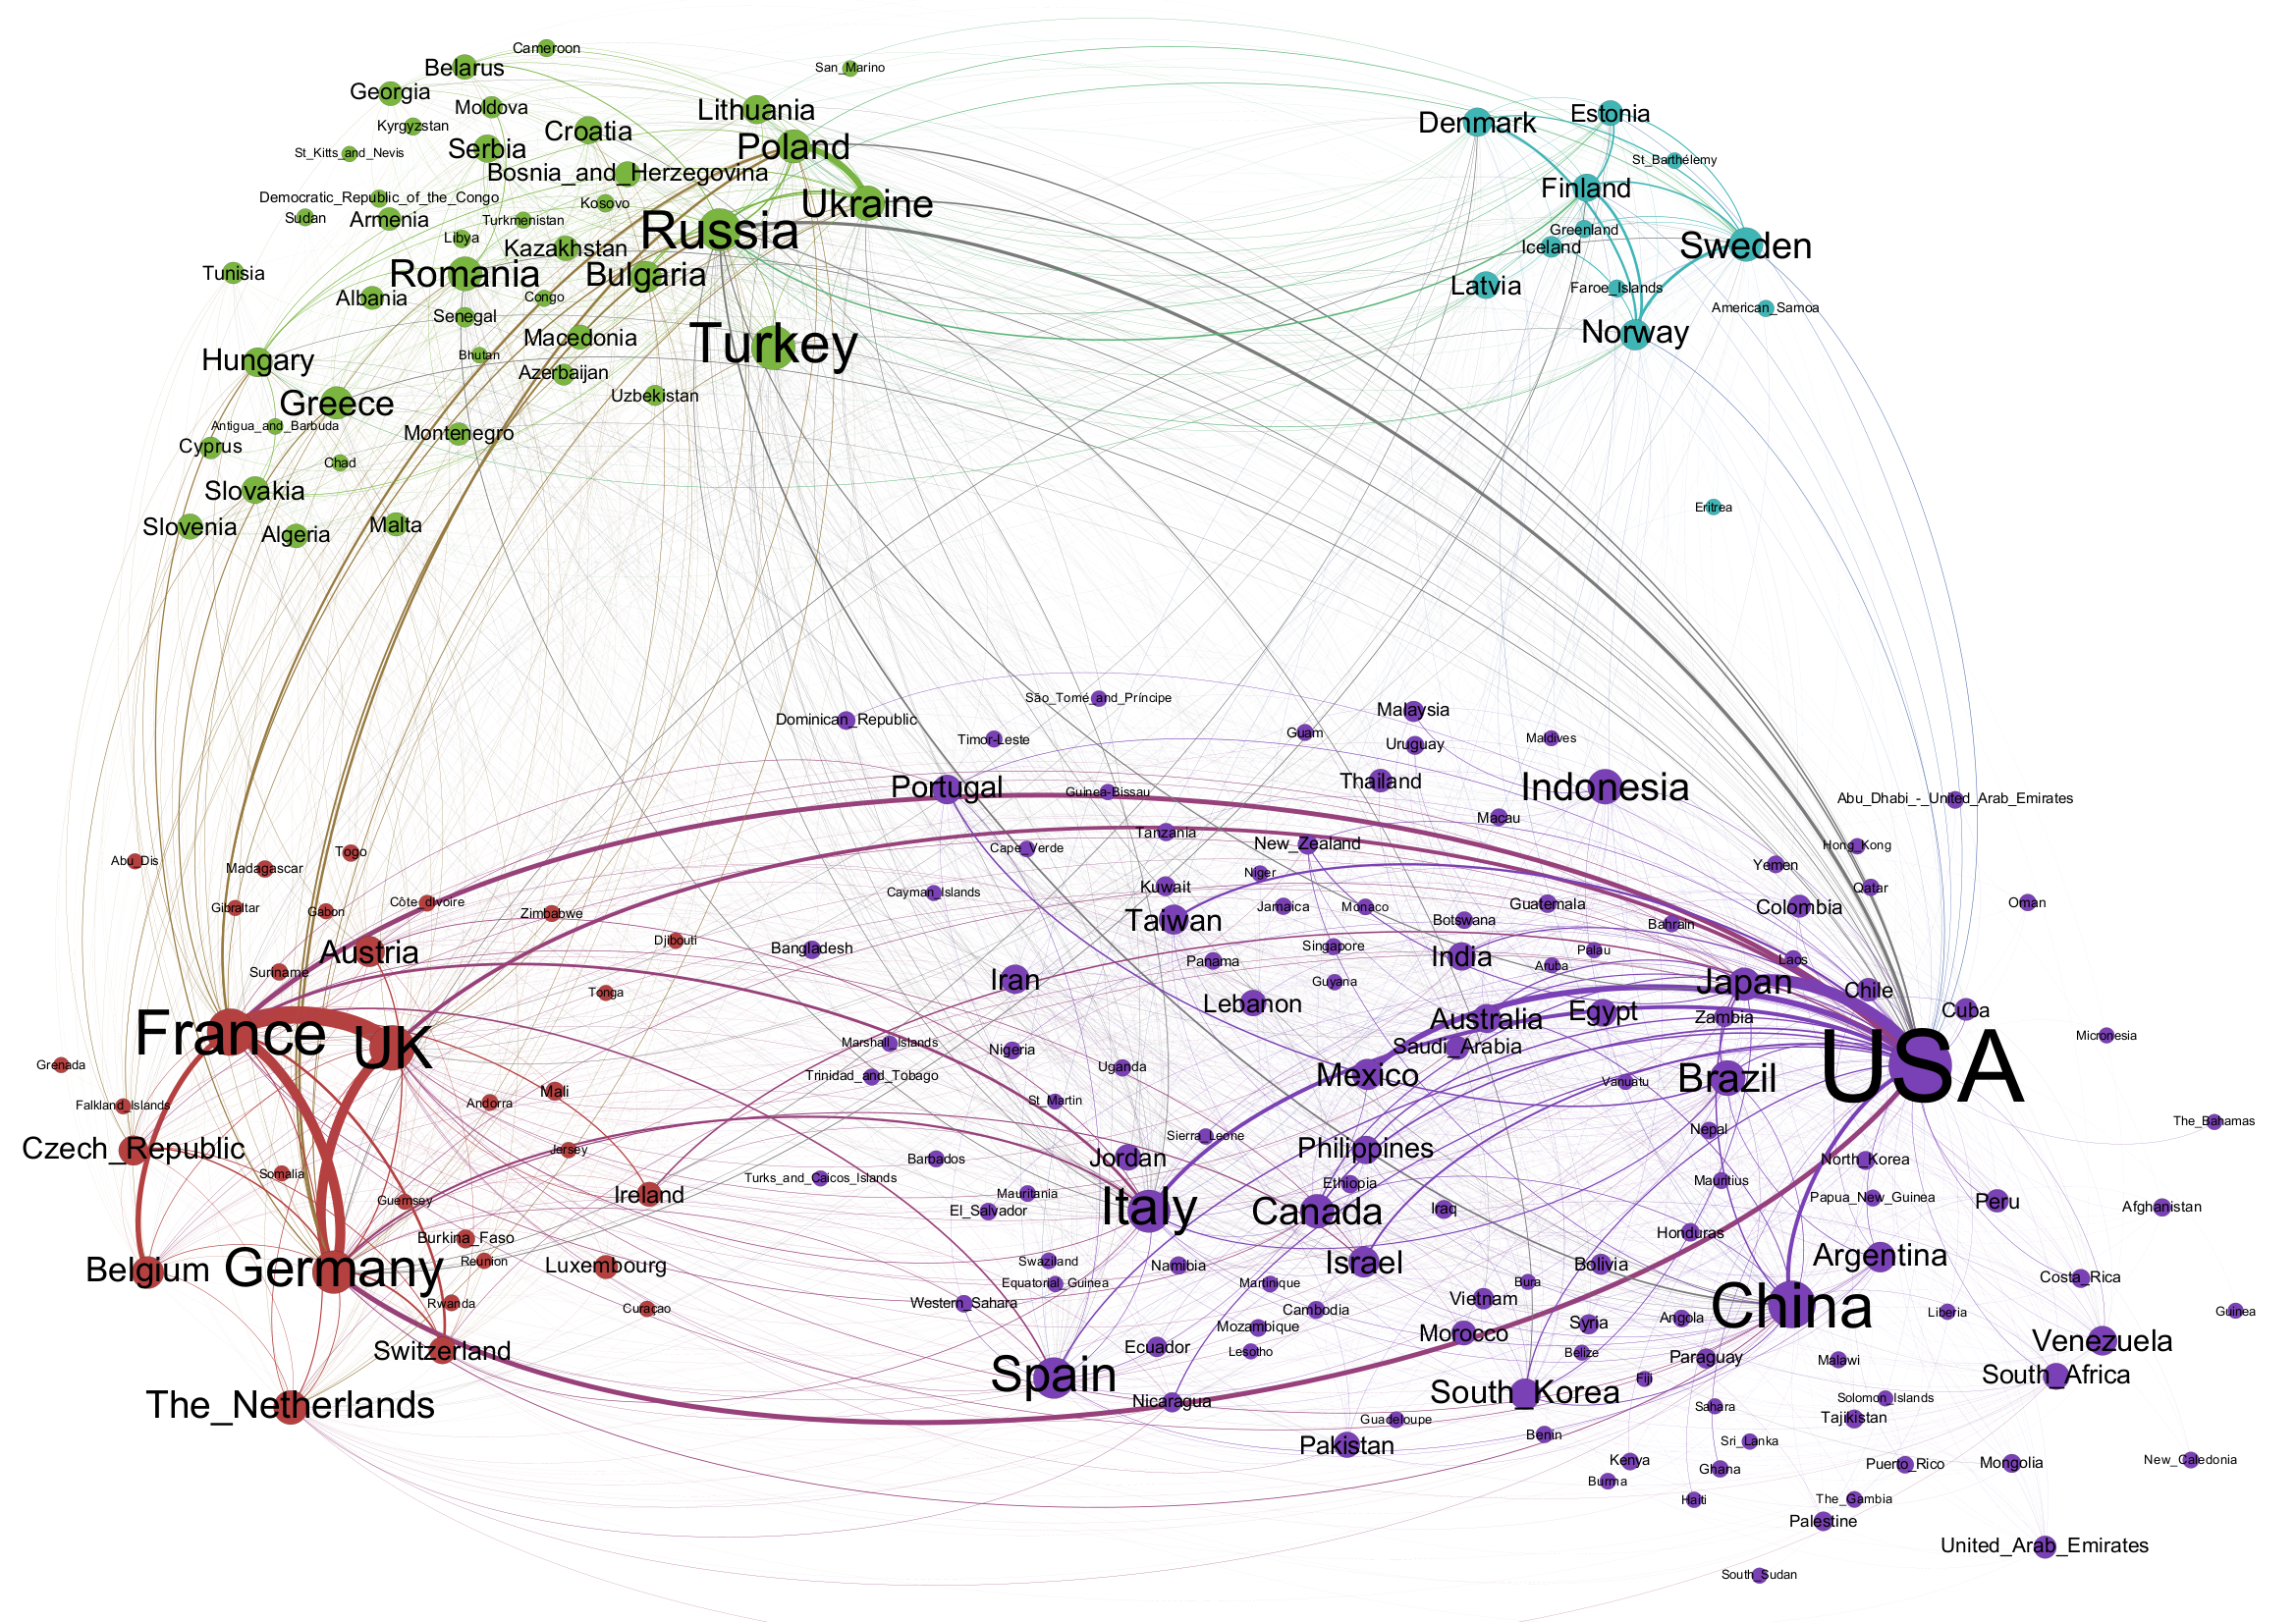 Cameroon
Belarus
San_Marino
Georgia
Moldova
Lithuania
Estonia
Denmark
Kyrgyzstan
Croatia
Serbia
Poland
St_Kitts_and_Nevis
St_Barthélemy
Bosnia_and_Herzegovina
Finland
Democratic_Republic_of_the_Congo
Kosovo
Ukraine
Sudan
Armenia
Turkmenistan
Russia
Greenland
Libya
Kazakhstan
Iceland
Sweden
Tunisia
Romania
Bulgaria
Latvia
Faroe_Islands
Albania
Congo
American_Samoa
Senegal
Macedonia
Turkey
Norway
Hungary
Bhutan
Azerbaijan
Uzbekistan
Greece
Antigua_and_Barbuda
Montenegro
Cyprus
Chad
Slovakia
Eritrea
Slovenia
Algeria
Malta
São_Tomé_and_Príncipe
Malaysia
Dominican_Republic
Guam
Timor-Leste
Uruguay
Maldives
Thailand
Portugal
Guinea-Bissau
Indonesia
Abu_Dhabi_-_United_Arab_Emirates
Macau
Tanzania
New_Zealand
Cape_Verde
Hong_Kong
Togo
Abu_Dis
Madagascar
Yemen
Niger
Kuwait
Qatar
Cayman_Islands
Côte_dIvoire
Gibraltar
Gabon
Zimbabwe
Jamaica
Monaco
Guatemala
Colombia
Oman
Taiwan
Botswana
Bahrain
Djibouti
Bangladesh
Austria
Singapore
Palau
Panama
India
Laos
Aruba
Suriname
Iran
Guyana
Japan
Chile
Tonga
Lebanon
Egypt
Cuba
Australia
Zambia
France
UK
Marshall_Islands
Nigeria
Saudi_Arabia
Micronesia
USA
Grenada
Uganda
Trinidad_and_Tobago
Mexico
Vanuatu
Brazil
Mali
Falkland_Islands
Andorra
St_Martin
The_Bahamas
Nepal
Sierra_Leone
Czech_Republic
Jersey
Philippines
Barbados
Jordan
North_Korea
Somalia
Turks_and_Caicos_Islands
Ethiopia
Mauritius
Ireland
Mauritania
Guernsey
Papua_New_Guinea
Peru
Afghanistan
El_Salvador
Italy
Canada
Iraq
Honduras
Burkina_Faso
Reunion
Swaziland
Argentina
Belgium
Germany
Luxembourg
Namibia
Israel
Bolivia
Equatorial_Guinea
Martinique
Bura
Costa_Rica
Rwanda
Western_Sahara
Curaçao
Cambodia
Vietnam
China
Liberia
Guinea
Mozambique
Syria
Angola
Morocco
Venezuela
Switzerland
Ecuador
Lesotho
Belize
Paraguay
Malawi
Spain
South_Africa
Fiji
South_Korea
The_Netherlands
Nicaragua
Solomon_Islands
Sahara
Guadeloupe
Tajikistan
Benin
Sri_Lanka
Pakistan
Kenya
Ghana
Puerto_Rico
Mongolia
New_Caledonia
Burma
Haiti
The_Gambia
Palestine
United_Arab_Emirates
South_Sudan